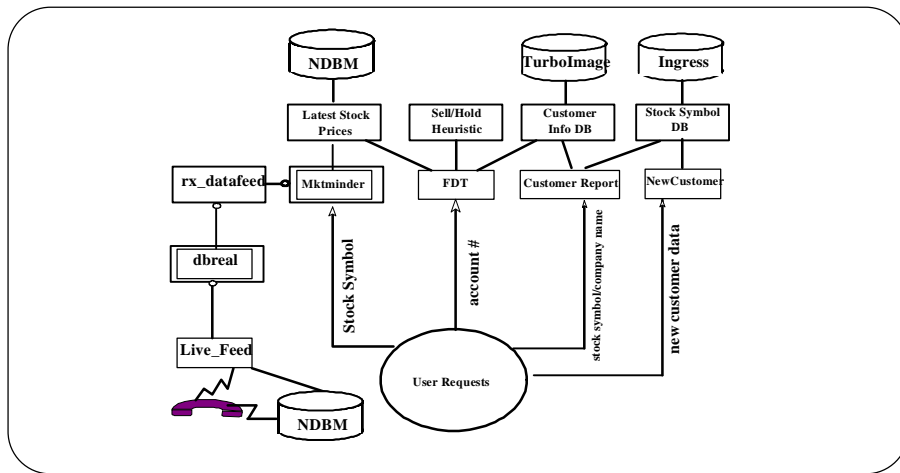 NDBM
TurboImage
Ingress
Latest Stock
Prices
Sell/Hold
Heuristic
Customer
Info DB
Stock Symbol
DB
rx_datafeed
Mktminder
FDT
Customer Report
NewCustomer
dbreal
Stock Symbol
account #
stock symbol/company name
new customer data
Live_Feed
User Requests
NDBM